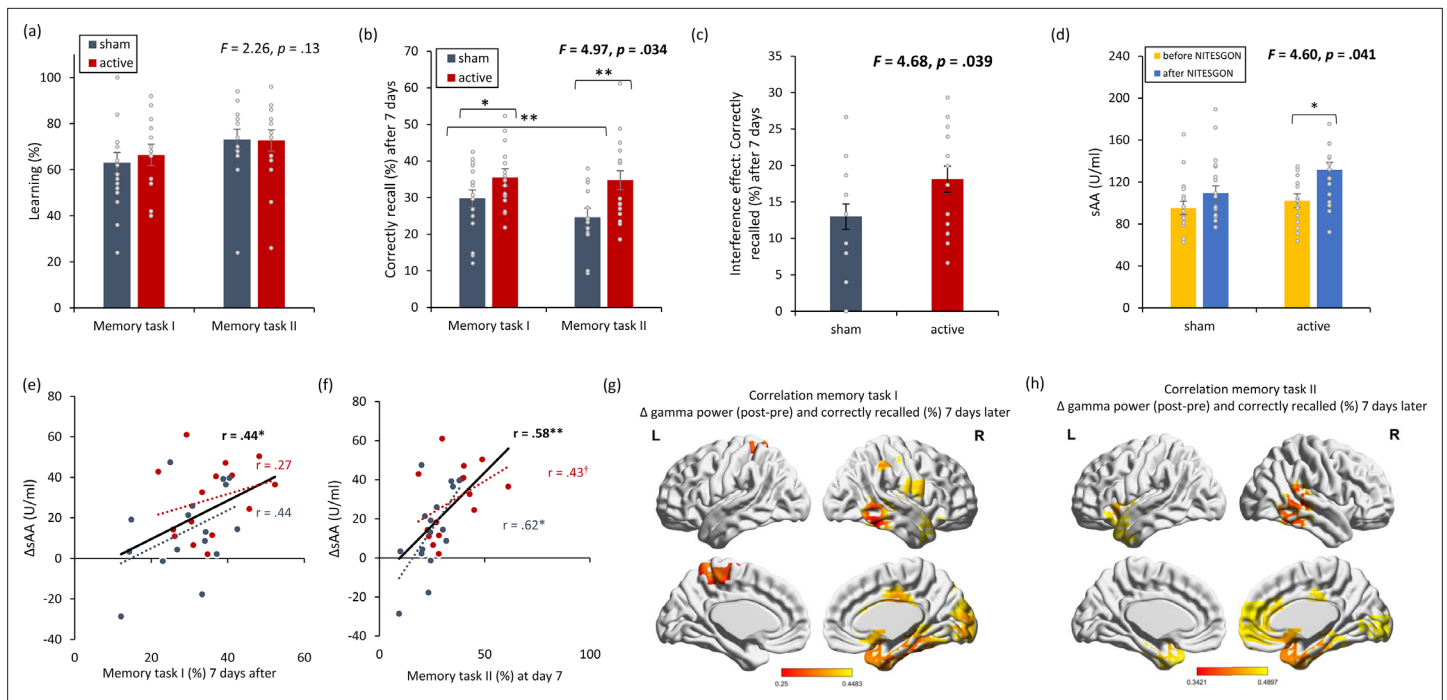 (a)
sham
active
F = 2.26, p = .13
Learning (%)
100
80
60
40
20
0
Memory task I
Memory task II
(b)
sham
active
F = 4.97, p = .034
**
*
**
Correctly recall (%) after 7 days
70
60
50
40
30
20
10
0
Memory task I
Memory task II
(c)
F = 4.68, p = .039
Interference effect: Correctly
recalled (%) after 7 days
35
30
25
20
15
10
5
0
sham
active
(d)
before NITESGON
after NITESGON
F = 4.60, p = .041
*
sAA (U/ml)
240
200
160
120
80
40
0
sham
active
(e)
ΔsAA (U/ml)
80
60
40
20
0
-20
-40
r = .44*
r = .27
r = .44
0
20
40
60
Memory task I (%) 7 days after
(f)
ΔsAA (U/ml)
80
60
40
20
0
-20
-40
r = .58**
r = .43†
r = .62*
0
50
100
Memory task II (%) at day 7
(g)
Correlation memory task I
Δ gamma power (post-pre) and correctly recalled (%) 7 days later
L
R
0.25
0.4483
(h)
Correlation memory task II
Δ gamma power (post-pre) and correctly recalled (%) 7 days later
L
R
0.3421
0.4897